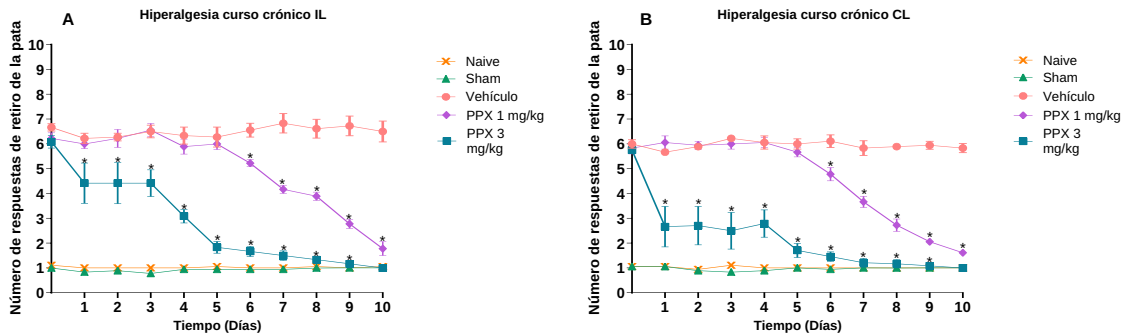 A
Hiperalgesia curso crónico IL
Número de respuestas de retiro de la pata
10
9
8
7
6
5
4
3
2
1
0
1 2 3 4 5 6 7 8 9 10
Tiempo (Días)
* * * * * * * * *
* * * * *
Naive
Sham
Vehículo
PPX 1 mg/kg
PPX 3
mg/kg
B
Hiperalgesia curso crónico CL
Número de respuestas de retiro de la pata
10
9
8
7
6
5
4
3
2
1
0
1 2 3 4 5 6 7 8 9 10
Tiempo (Días)
* * * * * * * * *
* * * * *
Naive
Sham
Vehículo
PPX 1 mg/kg
PPX 3
mg/kg